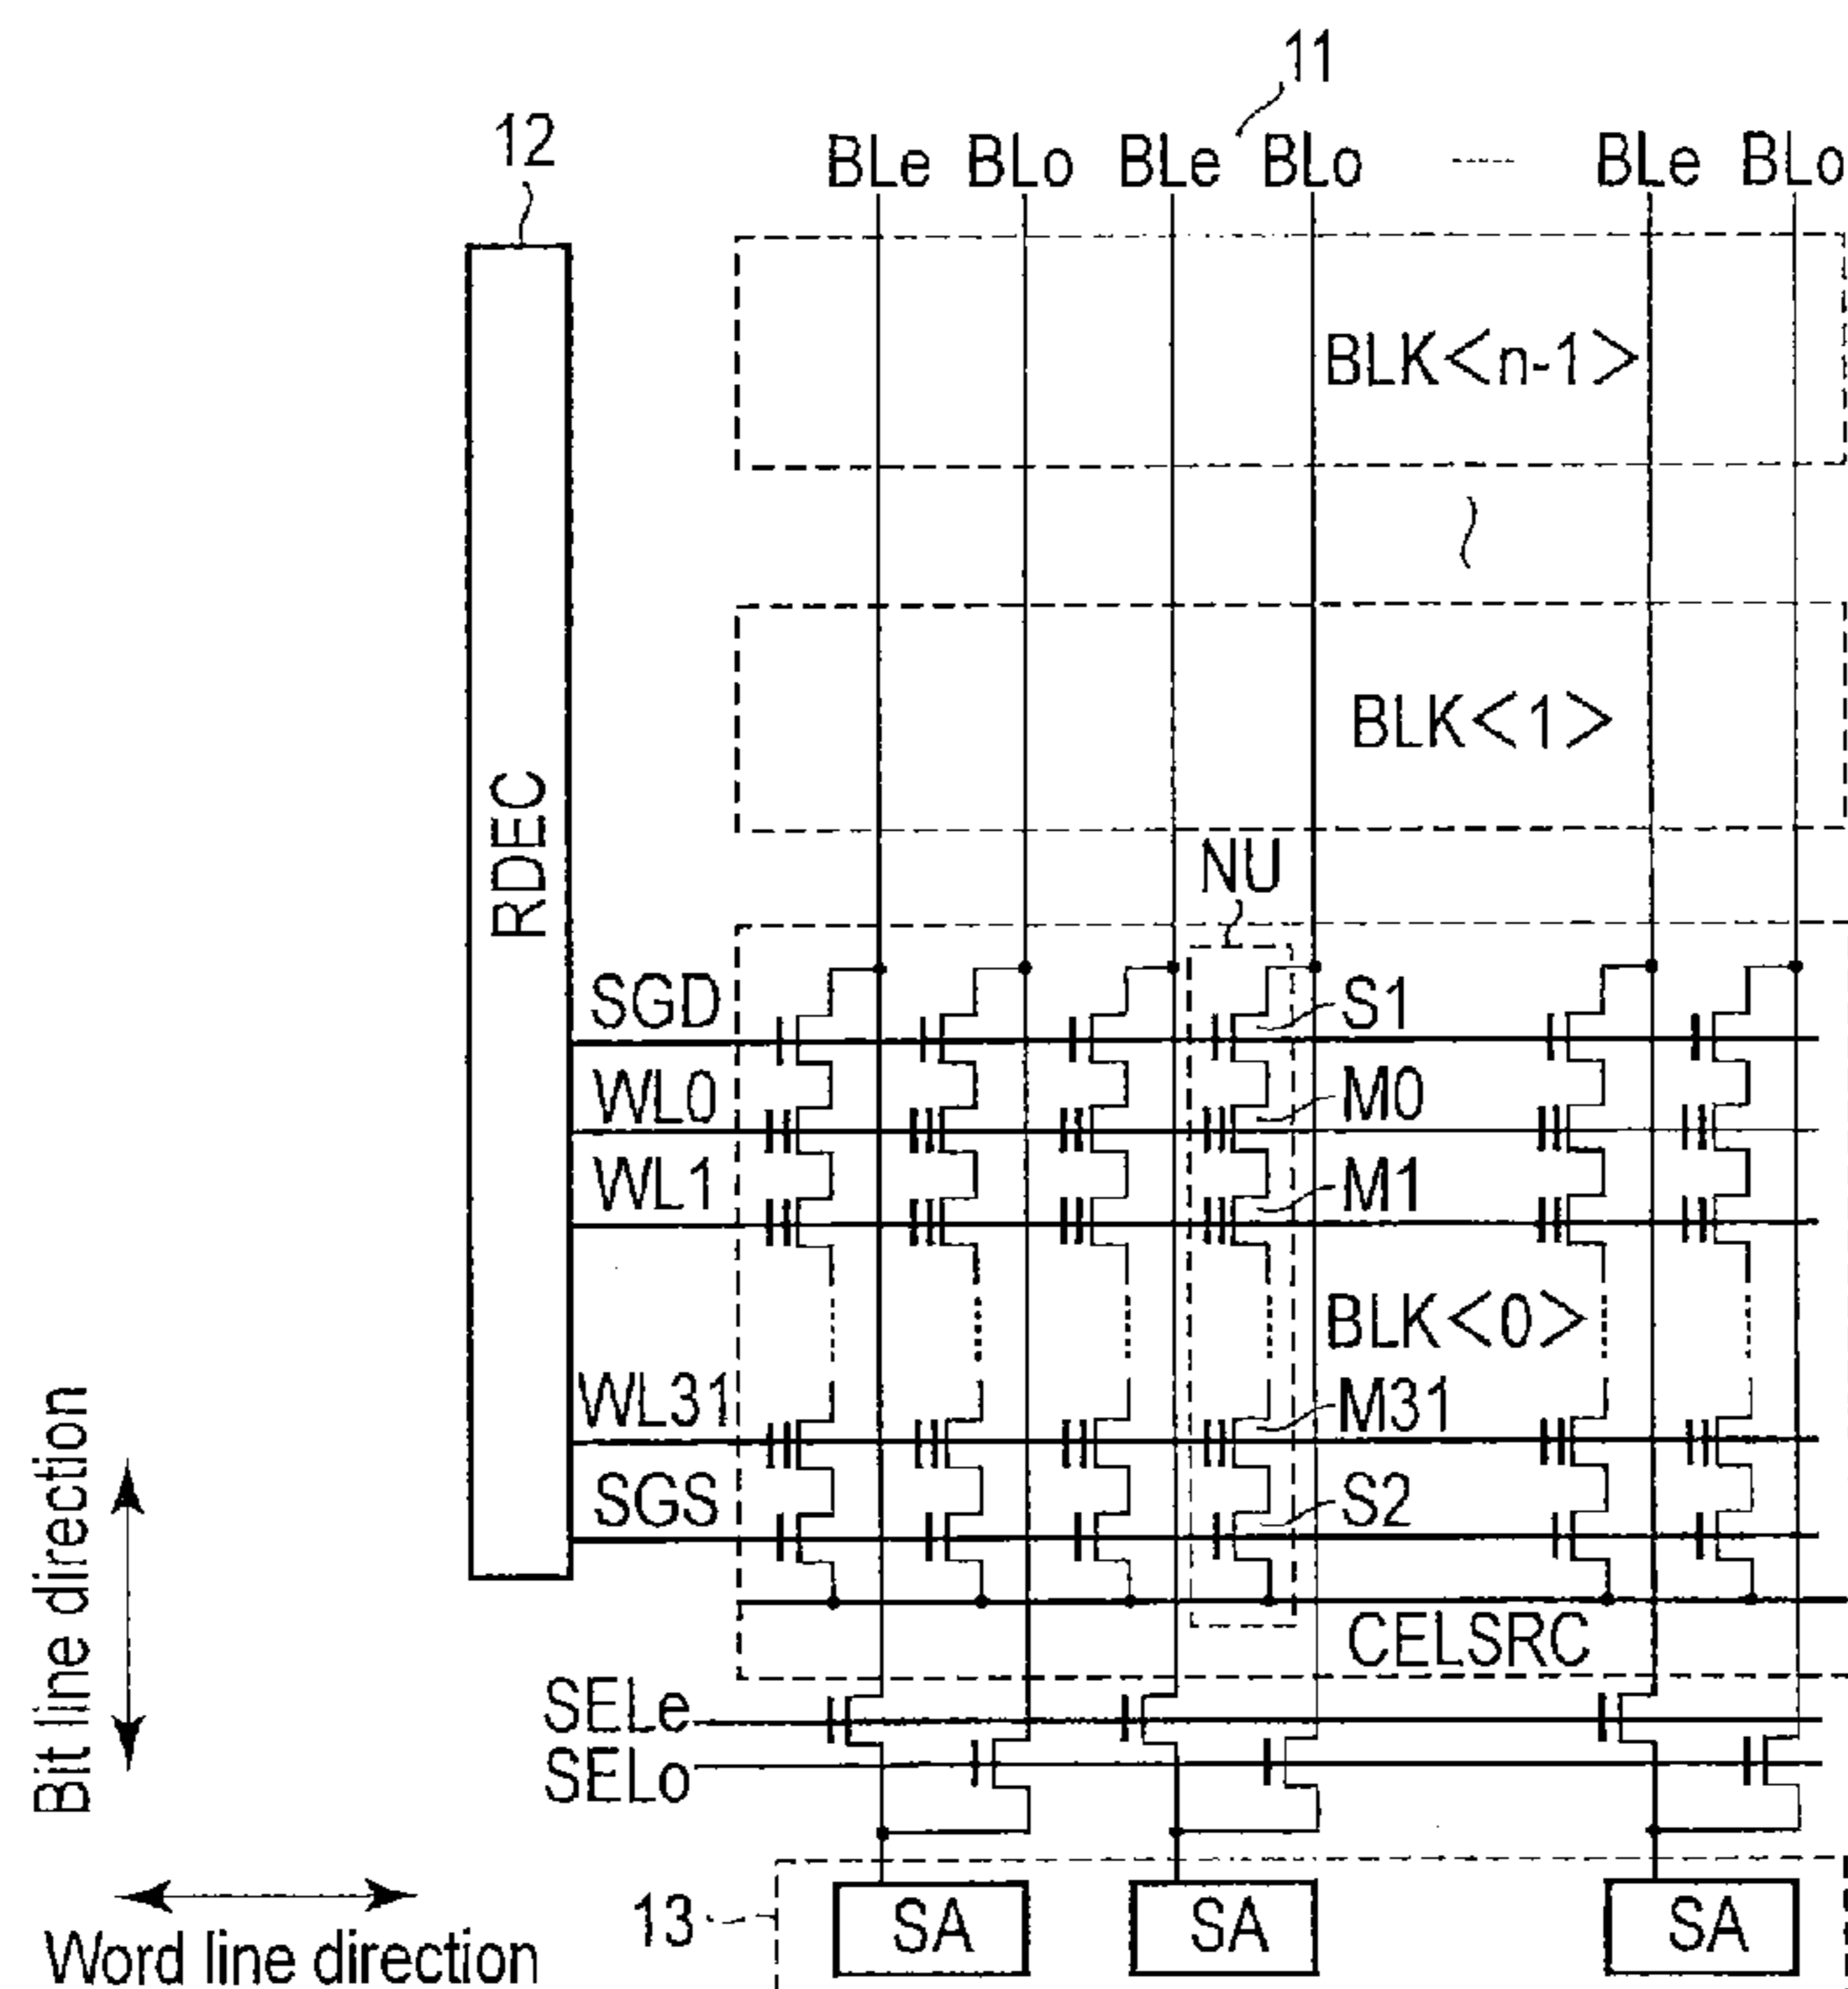 11
12
BLe BLo BLe BLo ---- BLe BLo
BLK<n-1>
BLK<1>
RDEC
NU
SGD
S1
WL0
M0
WL1
M1
BLK<0>
WL31
M31
SGS
S2
CELSRC
SELe
SELo
Bit line direction
13
SA SA SA
Word line direction